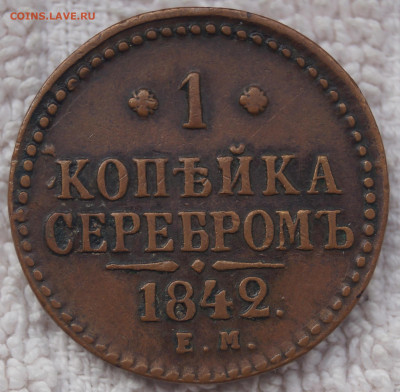 COINS.LAVE.RU
1
КОПѢЙКА
СЕРЕБРОМЪ
1842.
Е.М.